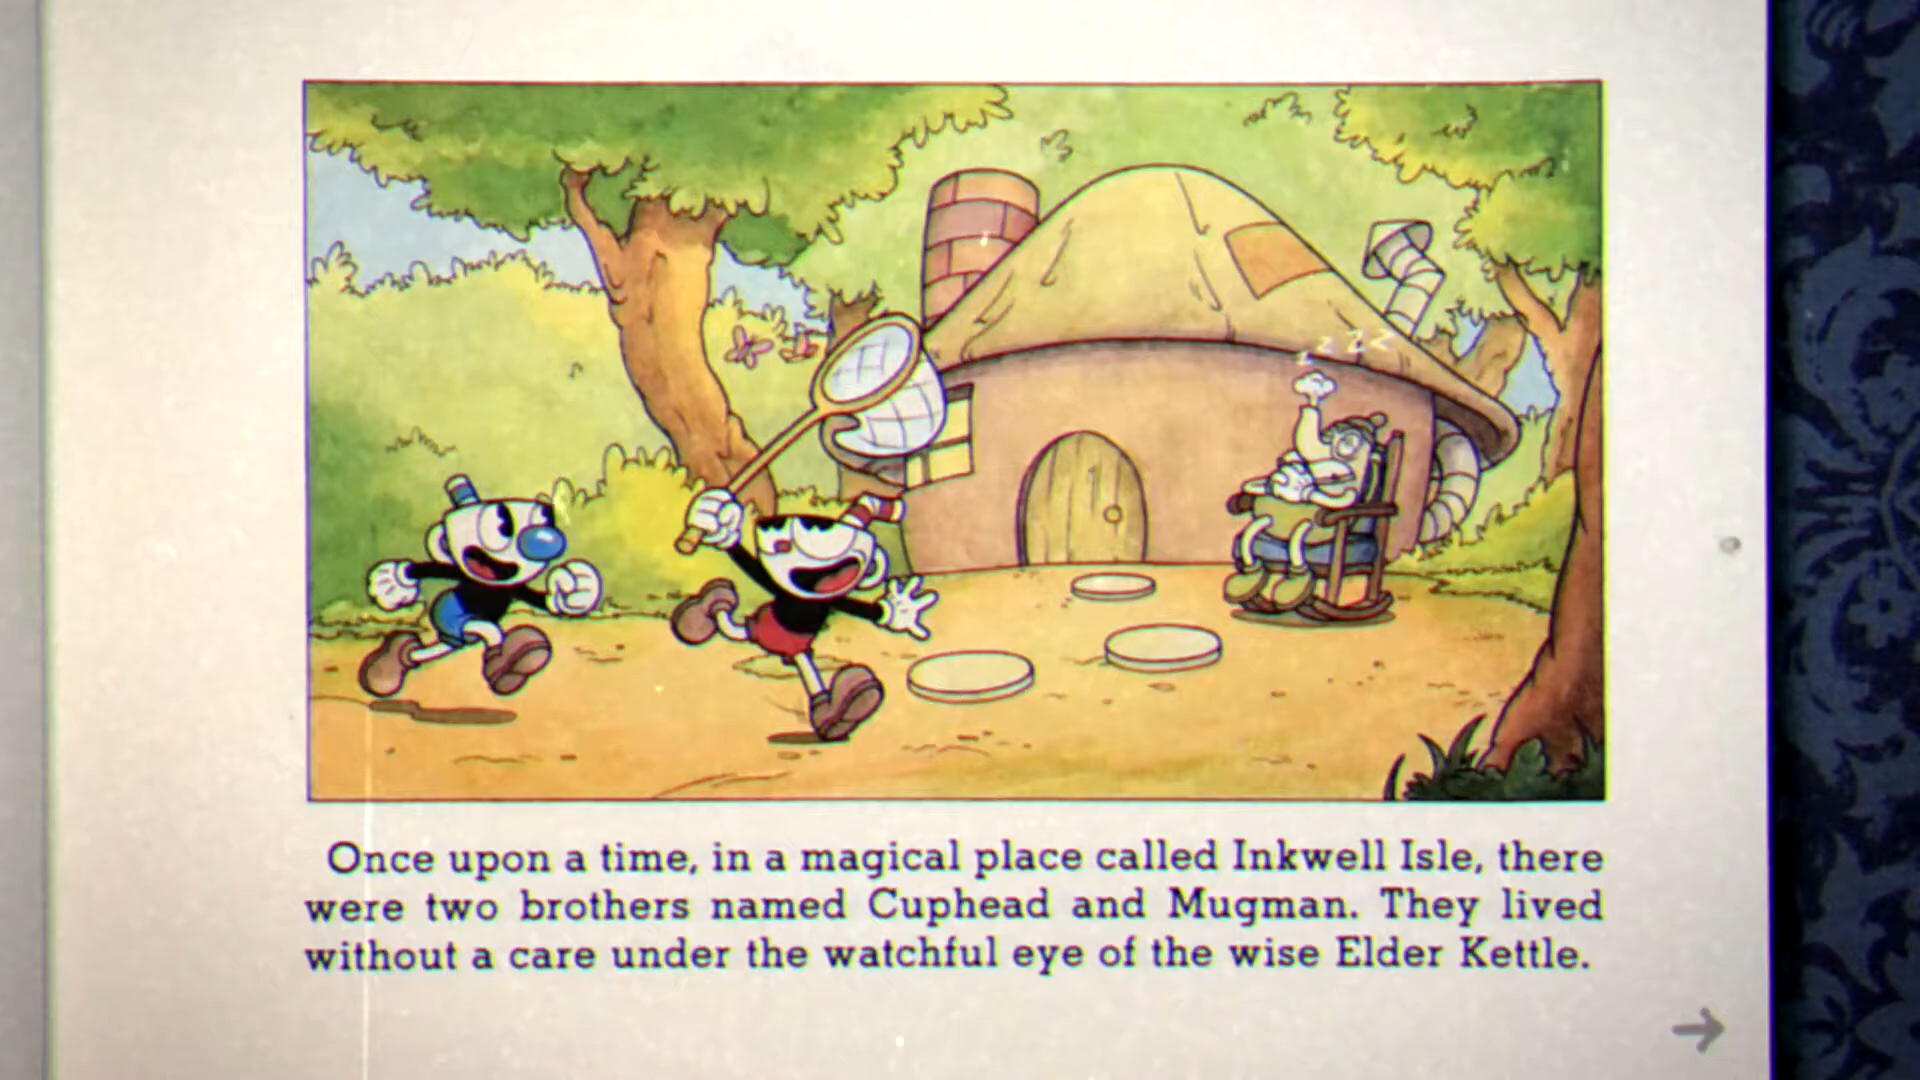 z z z z
Once upon a time, in a magical place called Inkwell Isle, there
were two brothers named Cuphead and Mugman. They lived
without a care under the watchful eye of the wise Elder Kettle.